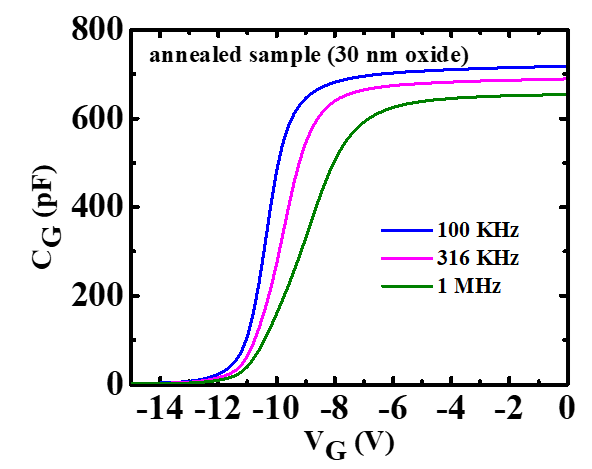 800
annealed sample (30 nm oxide)
600
400
200
0
C_G (pF)
100 KHz
316 KHz
1 MHz
-14 -12 -10 -8 -6 -4 -2 0
V_G (V)